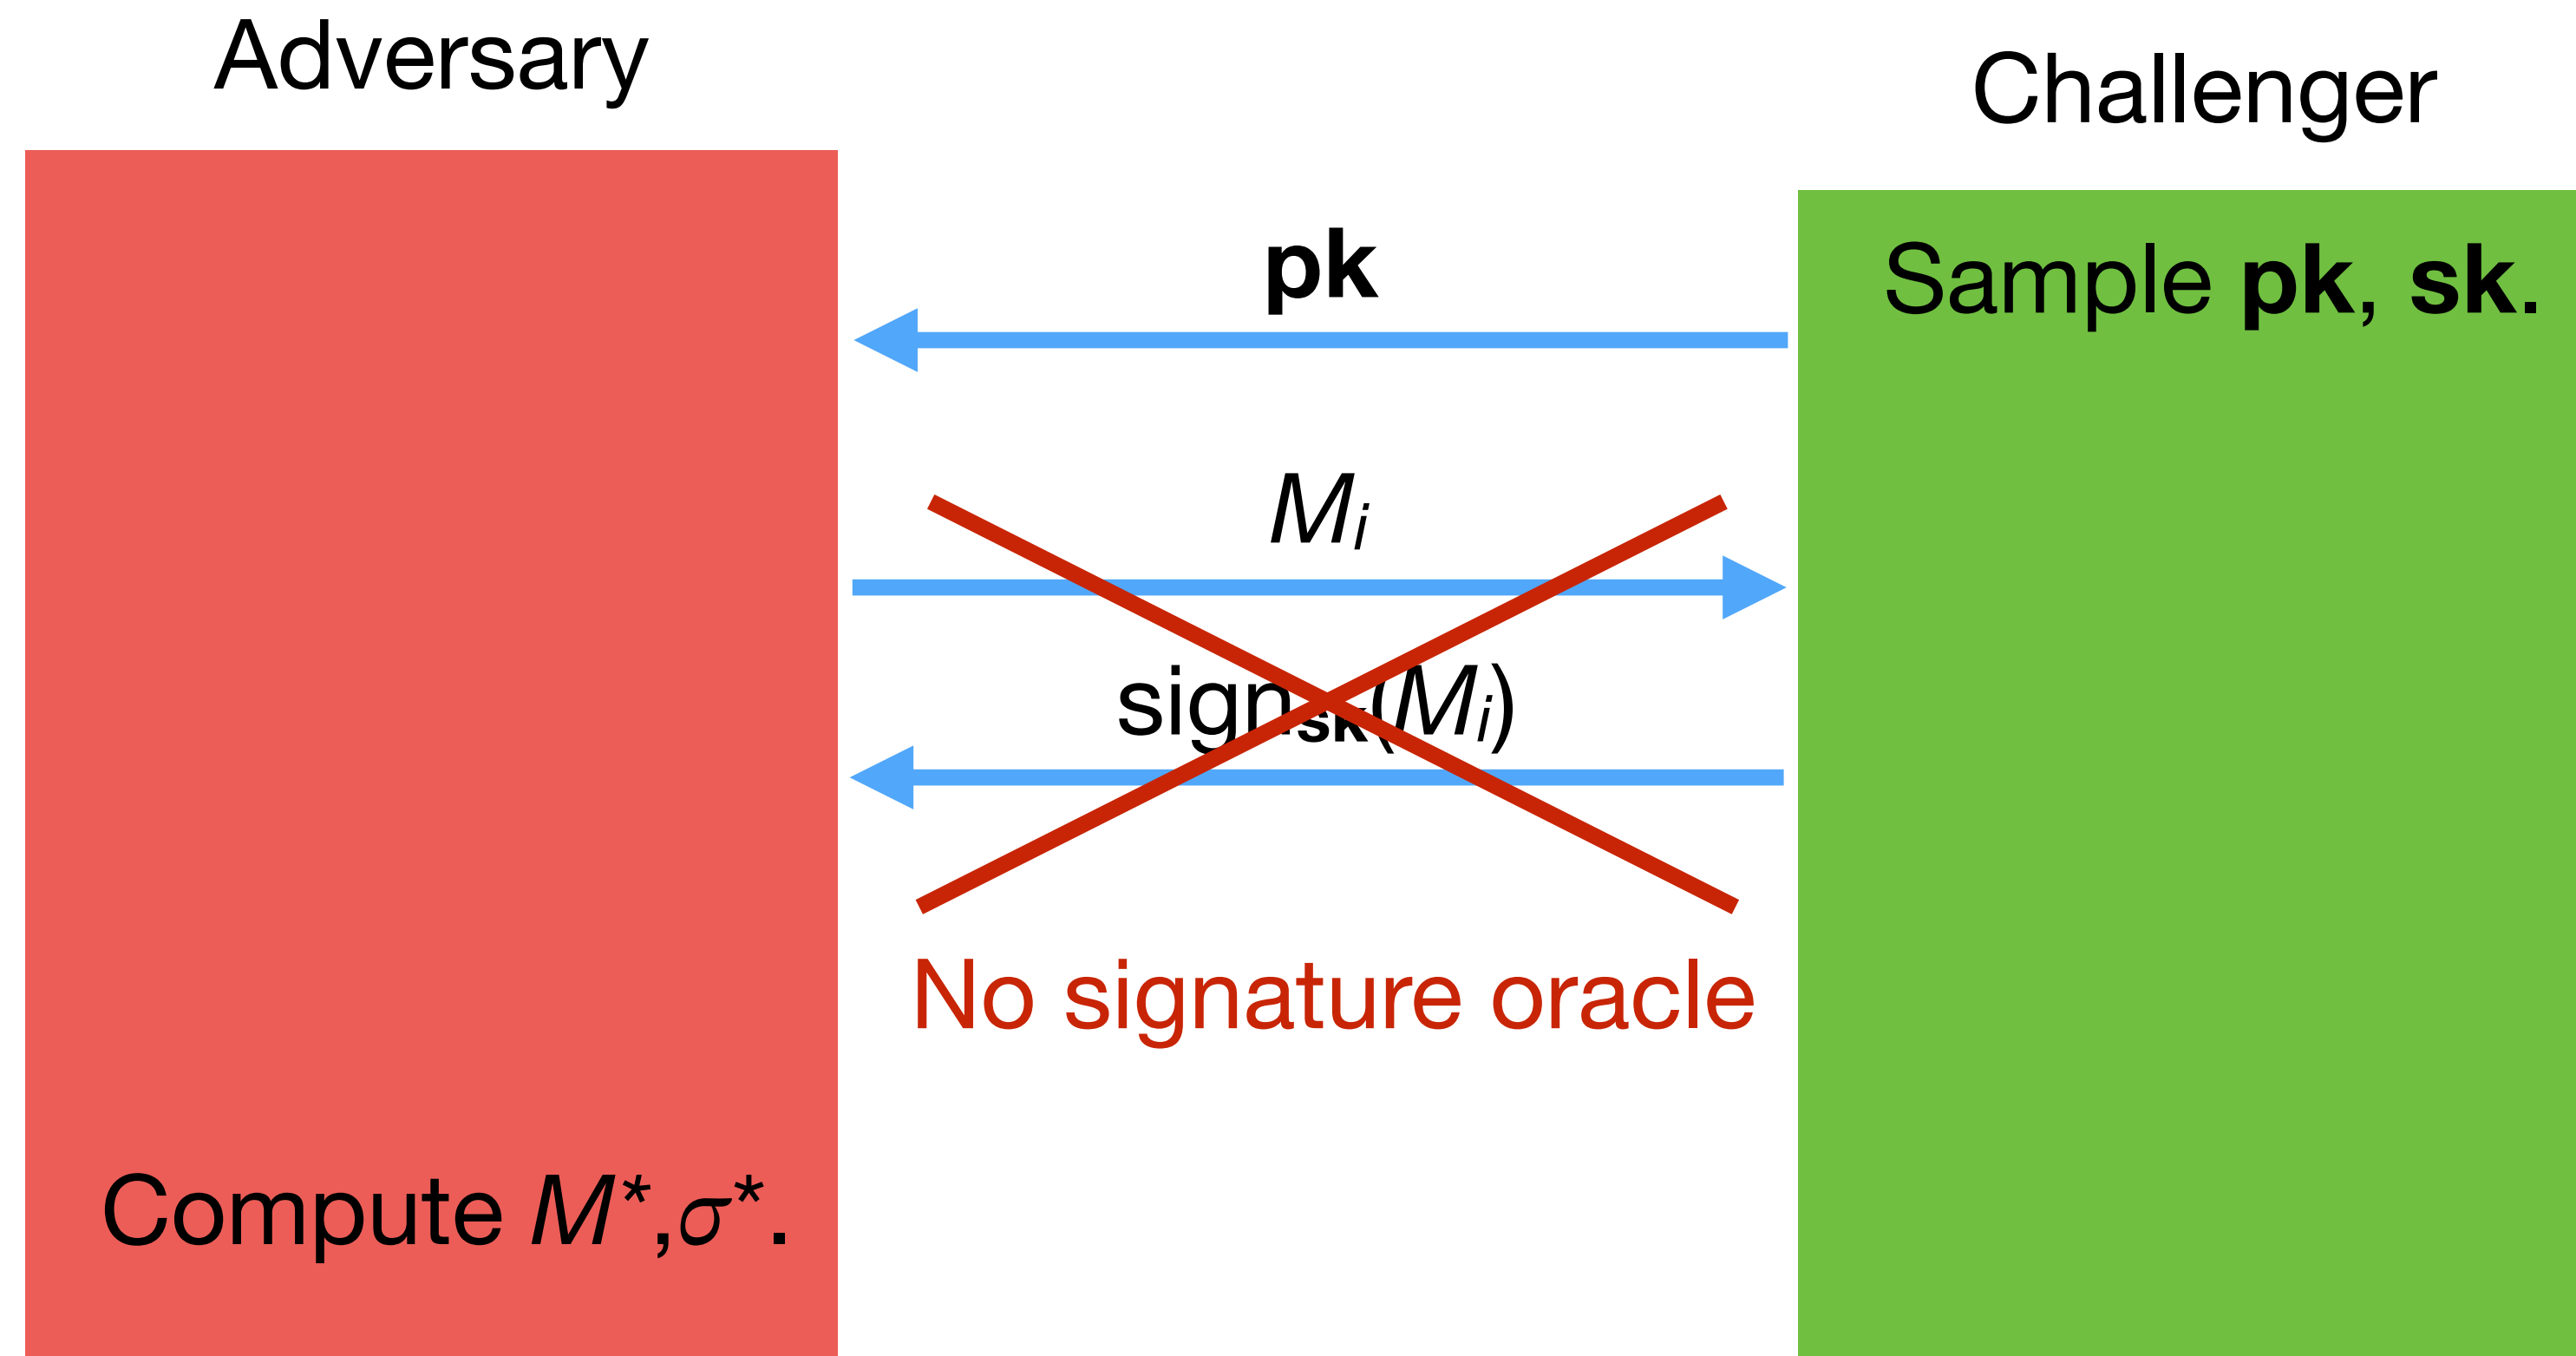 Adversary
Challenger
pk
Sample pk, sk.
Mᵢ
signₛₖ(Mᵢ)
No signature oracle
Compute M*,σ*.